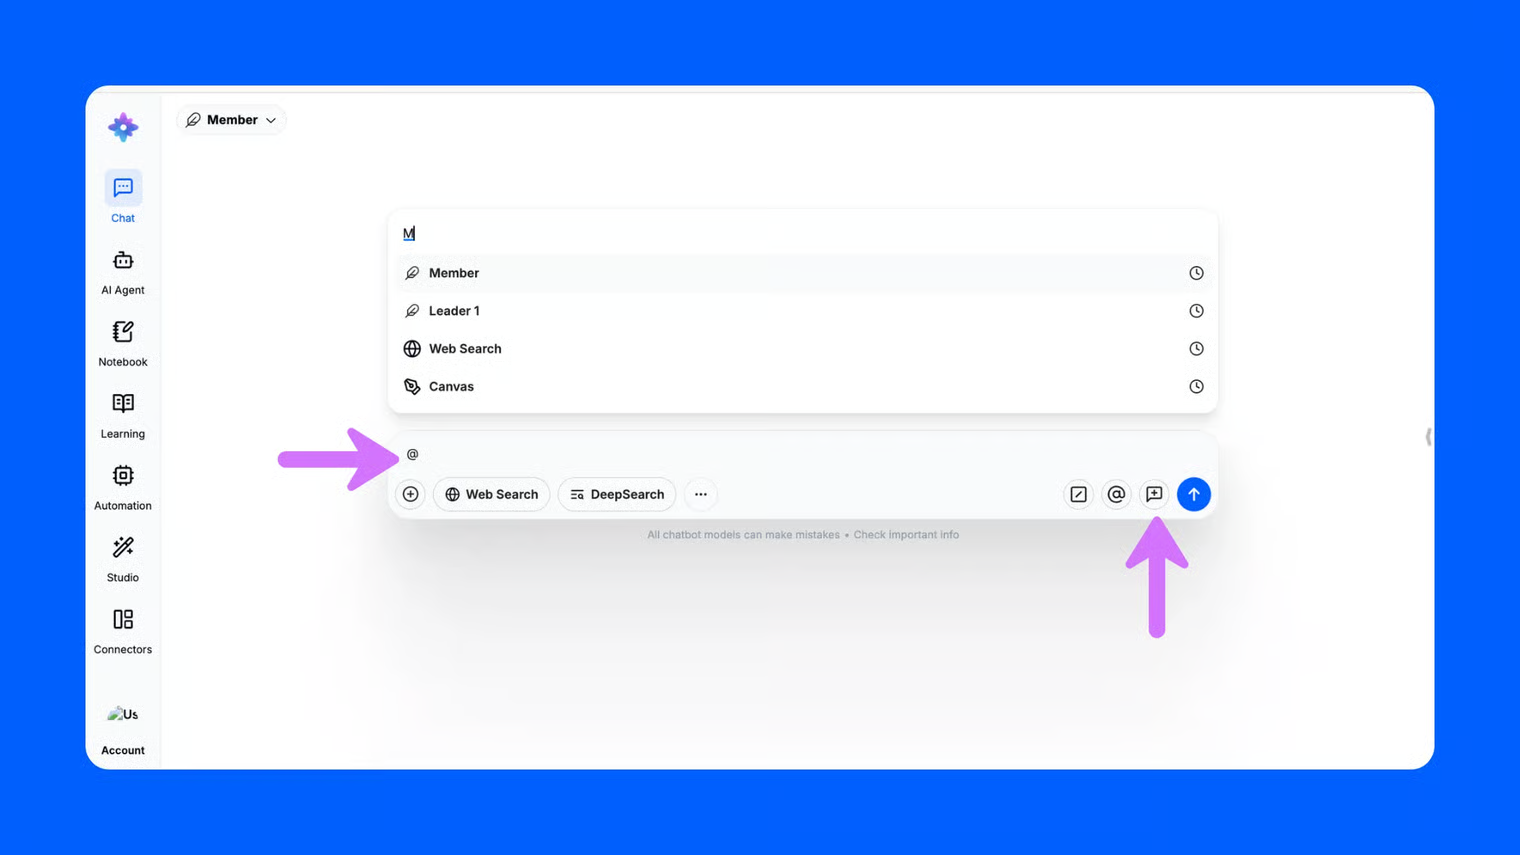 Member
Chat
AI Agent
Notebook
Learning
Automation
Studio
Connectors
Us
Account
M
Member
Leader 1
Web Search
Canvas
@
Web Search
DeepSearch
All chatbot models can make mistakes • Check important info